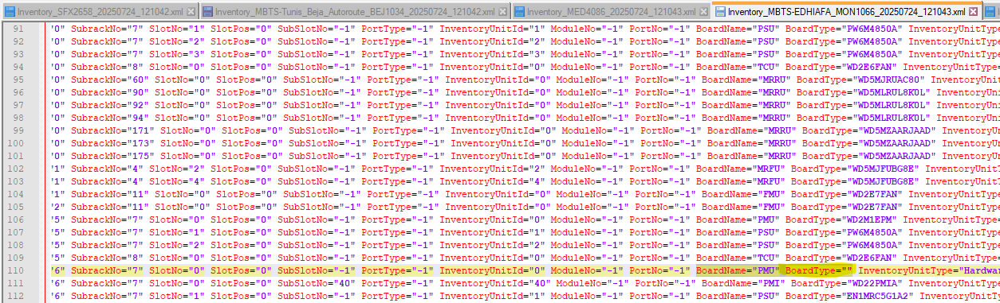 Inventory_SFX2658_20250724_121042.xml Inventory_MBTS-Tunis_Beja_Autoroute_BEJ1034_20250724_121042.xml Inventory_MED4086_20250724_121043.xml Inventory_MBTS-EDHIAFA_MON1066_20250724_121043.xml
91 '0" SubrackNo="7" SlotNo="1" SlotPos="0" SubSlotNo="-1" PortType="-1" InventoryUnitId="1" ModuleNo="-1" PortNo="-1" BoardName="PSU" BoardType="PW6M4850A" InventoryUnitType
92 '0" SubrackNo="7" SlotNo="2" SlotPos="0" SubSlotNo="-1" PortType="-1" InventoryUnitId="2" ModuleNo="-1" PortNo="-1" BoardName="PSU" BoardType="PW6M4850A" InventoryUnitType
93 '0" SubrackNo="7" SlotNo="3" SlotPos="0" SubSlotNo="-1" PortType="-1" InventoryUnitId="3" ModuleNo="-1" PortNo="-1" BoardName="PSU" BoardType="PW6M4850A" InventoryUnitType
94 '0" SubrackNo="8" SlotNo="0" SlotPos="0" SubSlotNo="-1" PortType="-1" InventoryUnitId="0" ModuleNo="-1" PortNo="-1" BoardName="TCU" BoardType="WD2E6FAN" InventoryUnitType=
95 '0" SubrackNo="60" SlotNo="0" SlotPos="0" SubSlotNo="-1" PortType="-1" InventoryUnitId="0" ModuleNo="-1" PortNo="-1" BoardName="MRRU" BoardType="WD5MJRUAC80" InventoryUnit
96 '0" SubrackNo="90" SlotNo="0" SlotPos="0" SubSlotNo="-1" PortType="-1" InventoryUnitId="0" ModuleNo="-1" PortNo="-1" BoardName="MRRU" BoardType="WD5MLRUL8K0L" InventoryUni
97 '0" SubrackNo="92" SlotNo="0" SlotPos="0" SubSlotNo="-1" PortType="-1" InventoryUnitId="0" ModuleNo="-1" PortNo="-1" BoardName="MRRU" BoardType="WD5MLRUL8K0L" InventoryUni
98 '0" SubrackNo="94" SlotNo="0" SlotPos="0" SubSlotNo="-1" PortType="-1" InventoryUnitId="0" ModuleNo="-1" PortNo="-1" BoardName="MRRU" BoardType="WD5MLRUL8K0L" InventoryUni
99 '0" SubrackNo="171" SlotNo="0" SlotPos="0" SubSlotNo="-1" PortType="-1" InventoryUnitId="0" ModuleNo="-1" PortNo="-1" BoardName="MRRU" BoardType="WD5MZAARJAAD" InventoryUn
100 '0" SubrackNo="173" SlotNo="0" SlotPos="0" SubSlotNo="-1" PortType="-1" InventoryUnitId="0" ModuleNo="-1" PortNo="-1" BoardName="MRRU" BoardType="WD5MZAARJAAD" InventoryUn
101 '0" SubrackNo="175" SlotNo="0" SlotPos="0" SubSlotNo="-1" PortType="-1" InventoryUnitId="0" ModuleNo="-1" PortNo="-1" BoardName="MRRU" BoardType="WD5MZAARJAAD" InventoryUn
102 '1" SubrackNo="4" SlotNo="2" SlotPos="0" SubSlotNo="-1" PortType="-1" InventoryUnitId="2" ModuleNo="-1" PortNo="-1" BoardName="MRFU" BoardType="WD5MJFUBG8E" InventoryUnitT
103 '1" SubrackNo="4" SlotNo="4" SlotPos="0" SubSlotNo="-1" PortType="-1" InventoryUnitId="4" ModuleNo="-1" PortNo="-1" BoardName="MRFU" BoardType="WD5MJFUBG8E" InventoryUnitT
104 '1" SubrackNo="11" SlotNo="0" SlotPos="0" SubSlotNo="-1" PortType="-1" InventoryUnitId="0" ModuleNo="-1" PortNo="-1" BoardName="FMU" BoardType="WD2E7FAN" InventoryUnitType
105 '2" SubrackNo="11" SlotNo="0" SlotPos="0" SubSlotNo="-1" PortType="-1" InventoryUnitId="0" ModuleNo="-1" PortNo="-1" BoardName="FMU" BoardType="WD2E7FAN" InventoryUnitType
106 '5" SubrackNo="7" SlotNo="0" SlotPos="0" SubSlotNo="-1" PortType="-1" InventoryUnitId="0" ModuleNo="-1" PortNo="-1" BoardName="PMU" BoardType="WD2M1EPM" InventoryUnitType=
107 '5" SubrackNo="7" SlotNo="1" SlotPos="0" SubSlotNo="-1" PortType="-1" InventoryUnitId="1" ModuleNo="-1" PortNo="-1" BoardName="PSU" BoardType="PW6M4850A" InventoryUnitType
108 '5" SubrackNo="7" SlotNo="2" SlotPos="0" SubSlotNo="-1" PortType="-1" InventoryUnitId="2" ModuleNo="-1" PortNo="-1" BoardName="PSU" BoardType="PW6M4850A" InventoryUnitType
109 '5" SubrackNo="8" SlotNo="0" SlotPos="0" SubSlotNo="-1" PortType="-1" InventoryUnitId="0" ModuleNo="-1" PortNo="-1" BoardName="TCU" BoardType="WD2E6FAN" InventoryUnitType=
110 '6" SubrackNo="7" SlotNo="0" SlotPos="0" SubSlotNo="-1" PortType="-1" InventoryUnitId="0" ModuleNo="-1" PortNo="-1" BoardName="PMU" BoardType="" InventoryUnitType="Hardwar
111 '6" SubrackNo="7" SlotNo="0" SlotPos="0" SubSlotNo="40" PortType="-1" InventoryUnitId="40" ModuleNo="-1" PortNo="-1" BoardName="PMI" BoardType="WD22PMIA" InventoryUnitType
112 '6" SubrackNo="7" SlotNo="1" SlotPos="0" SubSlotNo="-1" PortType="-1" InventoryUnitId="1" ModuleNo="-1" PortNo="-1" BoardName="PSU" BoardType="EN1MRC5G1A2" InventoryUnitTy